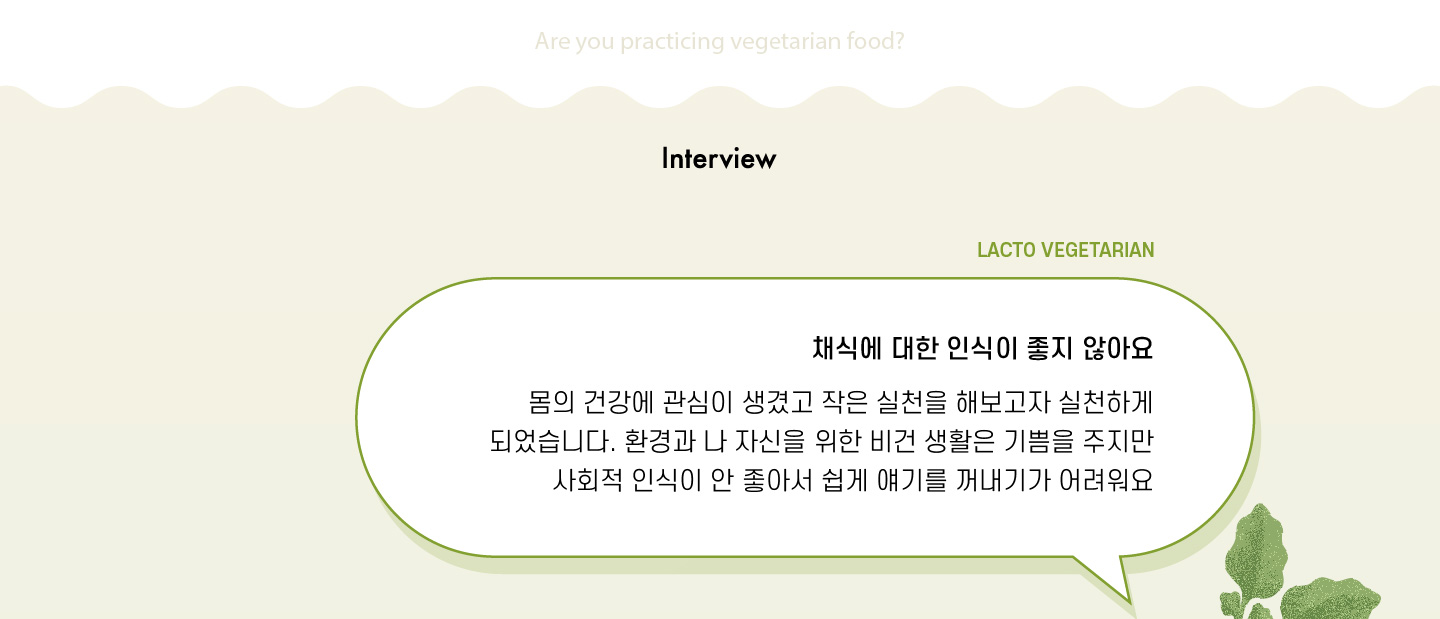 Are you practicing vegetarian food?
Interview
LACTO VEGETARIAN
채식에 대한 인식이 좋지 않아요
몸의 건강에 관심이 생겼고 작은 실천을 해보고자 실천하게
되었습니다. 환경과 나 자신을 위한 비건 생활은 기쁨을 주지만
사회적 인식이 안 좋아서 쉽게 얘기를 꺼내기가 어려워요